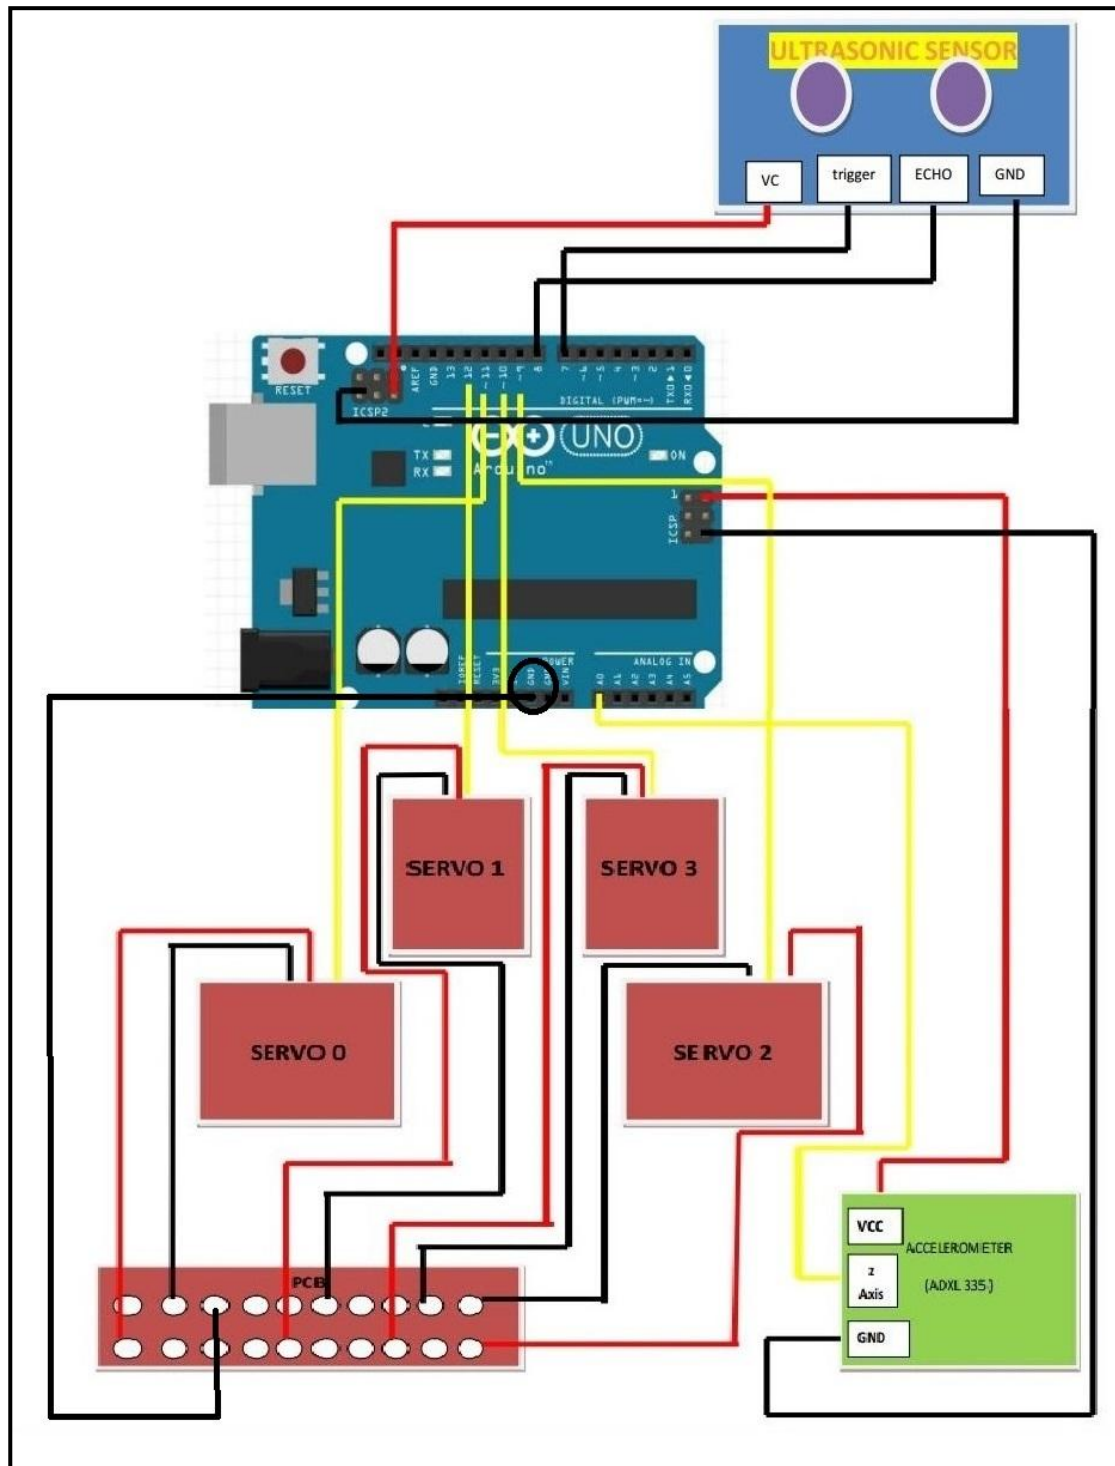 ULTRASONIC SENSOR
VC
trigger
ECHO
GND
RESET
ICSP2
AREF
GND
13
12
~11
~10
~9
8
7
~6
~5
4
~3
2
TX0▶1
RX0◀0
DIGITAL (PWM=~)
TX
RX
Arduino™
UNO
ON
1
ICSP
IOREF
RESET
3V3
GND
VIN
POWER
ANALOG IN
A0
A1
A2
A3
A4
A5
SERVO 1
SERVO 3
SERVO 0
SERVO 2
PCB
VCC
ACCELEROMETER
z
Axis
(ADXL 335)
GND